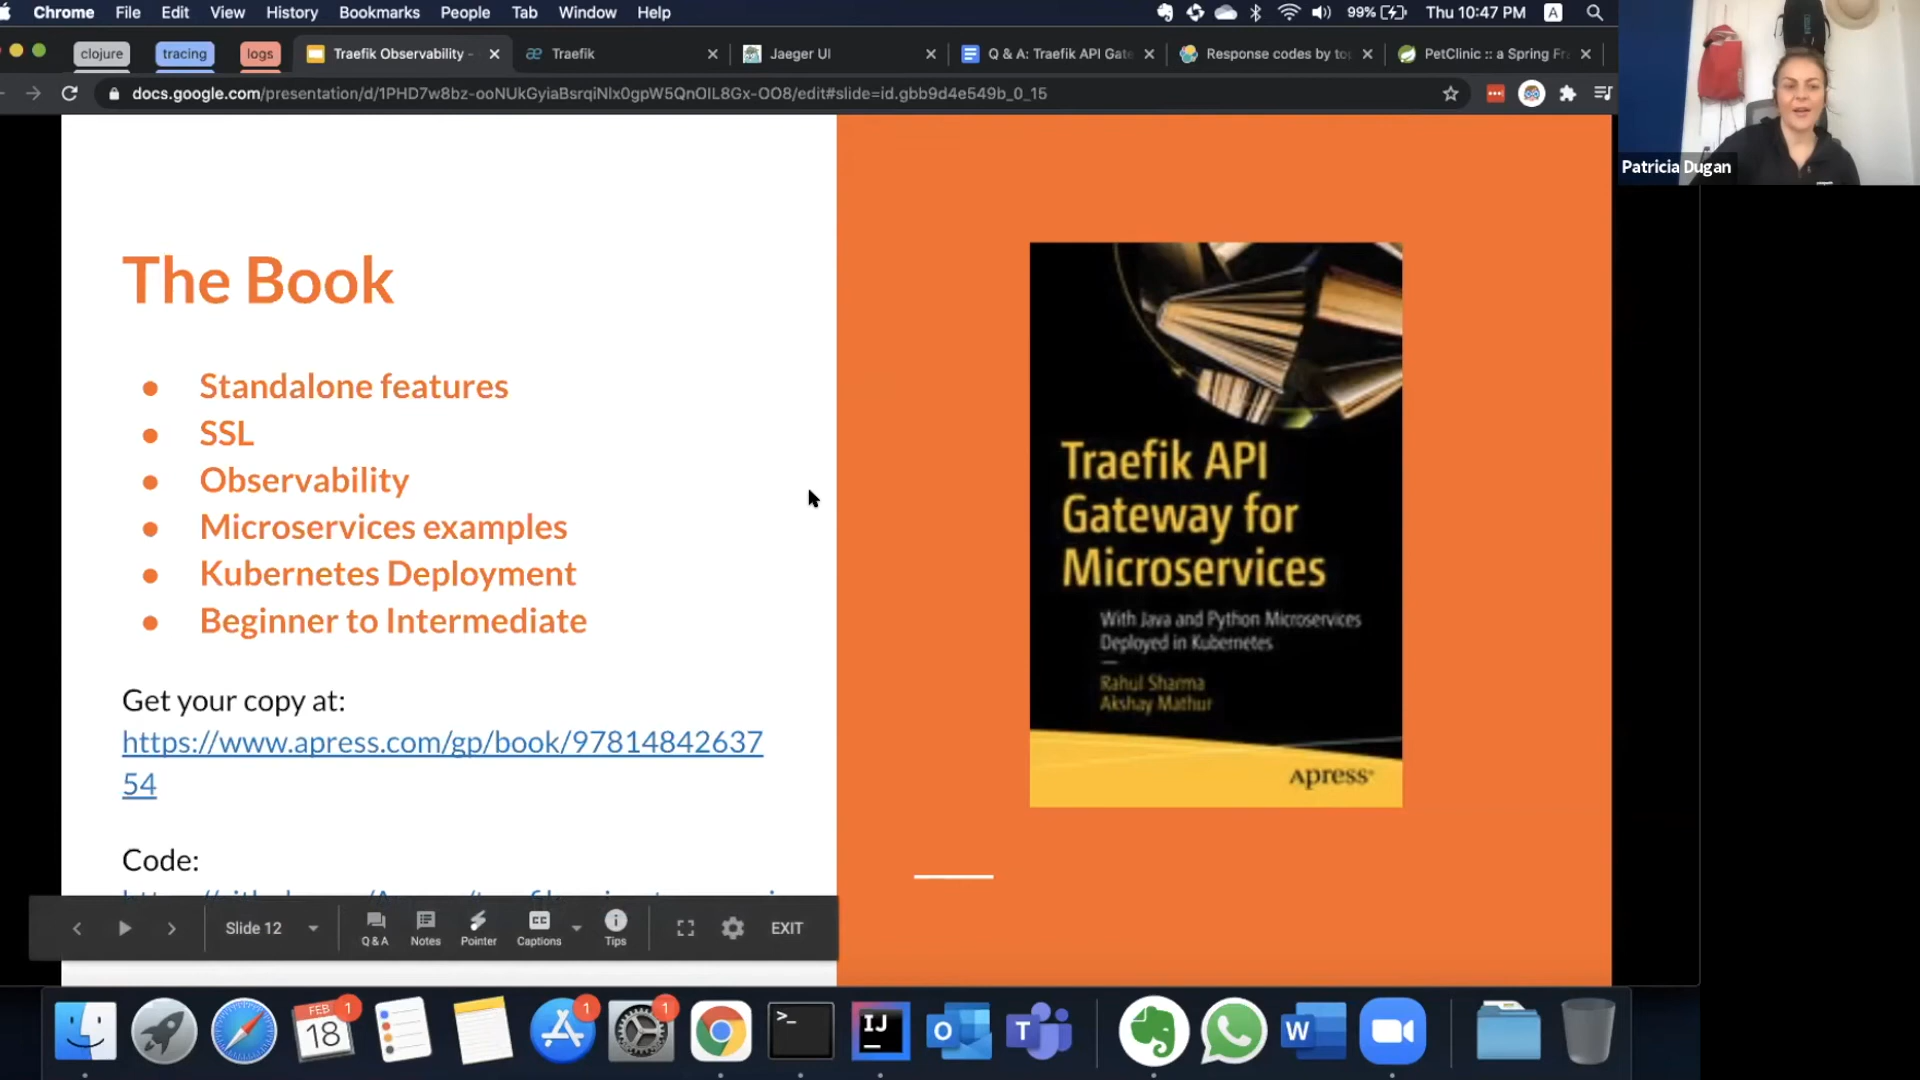 Chrome File Edit View History Bookmarks People Tab Window Help 99% Thu 10:47 PM A
clojure tracing logs Traefik Observability - Traefik Jaeger UI Q & A: Traefik API Gate Response codes by to PetClinic :: a Spring Fr
docs.google.com/presentation/d/1PHD7w8bz-ooNUkGyiaBsrqiNlx0gpW5QnOIL8Gx-OO8/edit#slide=id.gbb9d4e549b_0_15
Patricia Dugan
The Book
● Standalone features
● SSL
● Observability
● Microservices examples
● Kubernetes Deployment
● Beginner to Intermediate
Get your copy at:
https://www.apress.com/gp/book/97814842637
54
Code:
Traefik API
Gateway for
Microservices
With Java and Python Microservices
Deployed in Kubernetes
—
Rahul Sharma
Akshay Mathur
Apress®
Slide 12 Q & A Notes Pointer CC Captions Tips EXIT
FEB 18 1 1 1 >_ IJ O T W